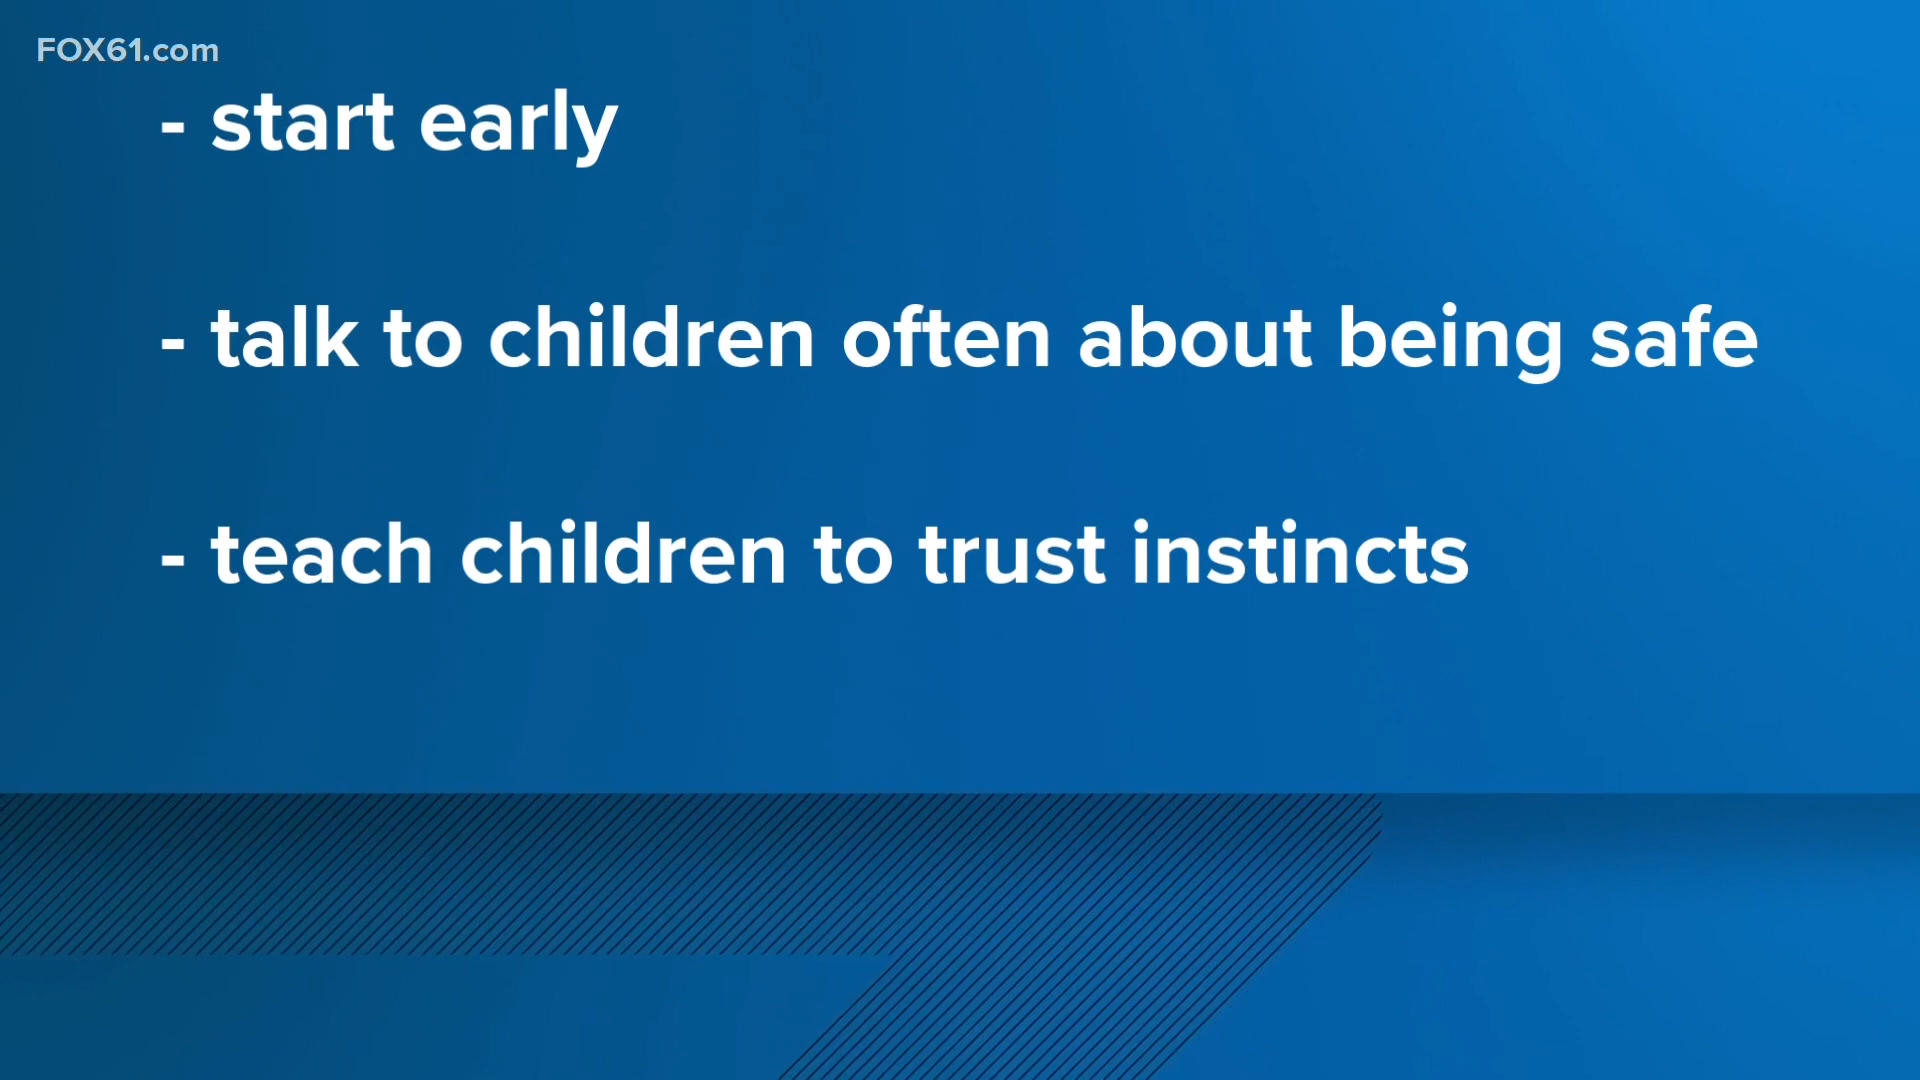 FOX61.com
- start early
- talk to children often about being safe
- teach children to trust instincts